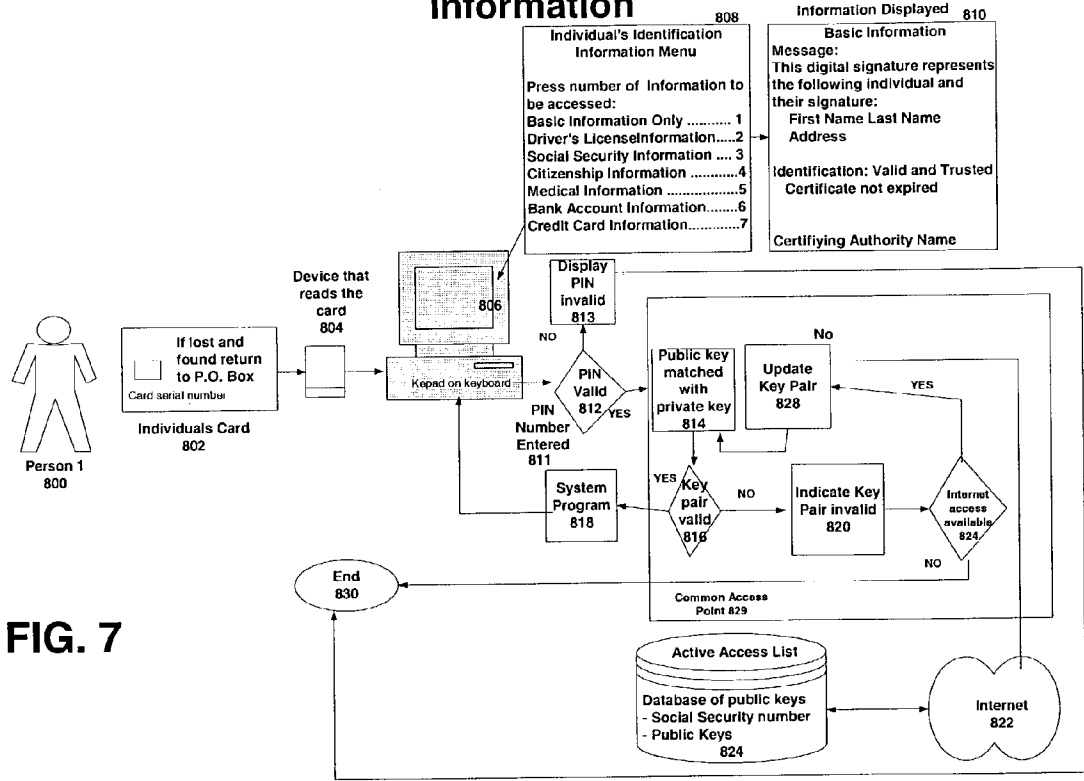 Information
808
Individual's Identification
Information Menu
Press number of Information to
be accessed:
Basic Information Only ........... 1
Driver's LicenseInformation.....2
Social Security Information .... 3
Citizenship Information ............4
Medical Information .................5
Bank Account Information........6
Credit Card Information.............7
Information Displayed
810
Basic Information
Message:
This digital signature represents
the following individual and
their signature:
First Name Last Name
Address
Identification: Valid and Trusted
Certificate not expired
Certifiying Authority Name
Device that
reads the
card
804
806
Display
PIN
invalid
813
If lost and
found return
to P.O. Box
Card serial number
Individuals Card
802
Person 1
800
Kepad on keyboard
NO
PIN
Valid
812
YES
PIN
Number
Entered
811
Public key
matched
with
private key
814
No
Update
Key Pair
828
YES
System
Program
818
YES
Key
pair
valid
816
NO
Indicate Key
Pair invalid
820
Internet
access
available
824
NO
End
830
Common Access
Point 829
FIG. 7
Active Access List
Database of public keys
- Social Security number
- Public Keys
824
Internet
822